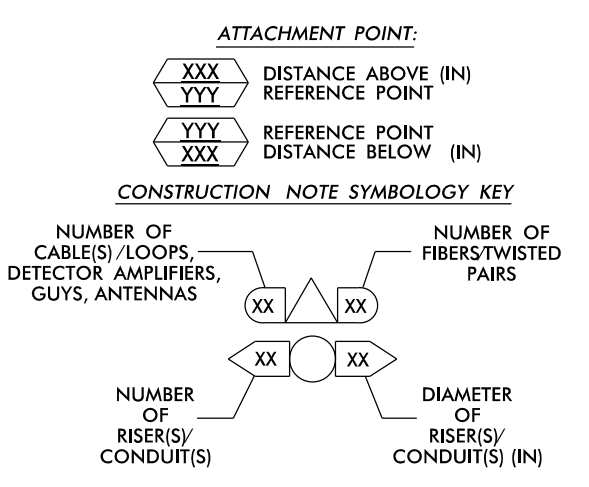 ATTACHMENT POINT:
XXX DISTANCE ABOVE (IN)
YYY REFERENCE POINT
YYY REFERENCE POINT
XXX DISTANCE BELOW (IN)
CONSTRUCTION NOTE SYMBOLOGY KEY
NUMBER OF
CABLE(S)/LOOPS,
DETECTOR AMPLIFIERS,
GUYS, ANTENNAS
NUMBER OF
FIBERS/TWISTED
PAIRS
XX XX
XX XX
NUMBER
OF
RISER(S)/
CONDUIT(S)
DIAMETER
OF
RISER(S)/
CONDUIT(S) (IN)